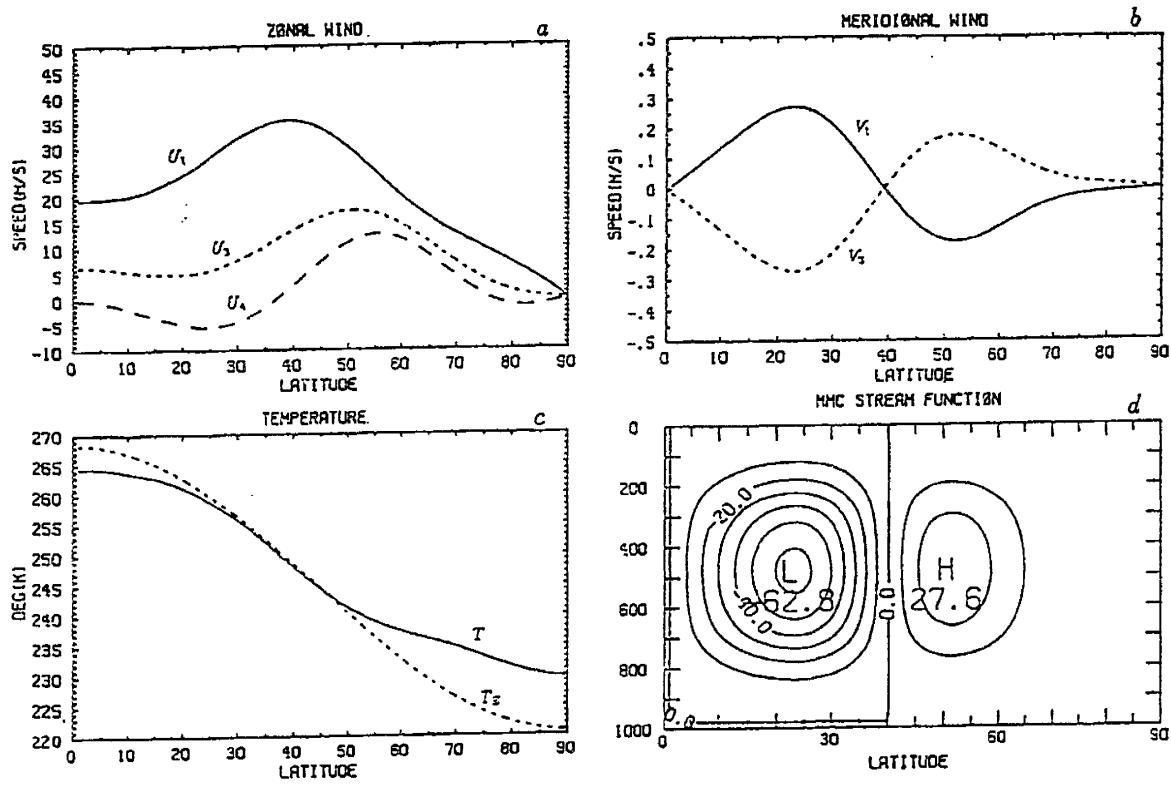 ZØNAL WIND.
a
50
45
40
35
30
25
20
15
10
5
0
-5
-10
SPEED(M/S)
U₁
U₃
U₄
0 10 20 30 40 50 60 70 80 90
LATITUDE
MERIDIØNAL WIND
b
.5
.4
.3
.2
.1
0
-.1
-.2
-.3
-.4
-.5
SPEED(M/S)
V₁
V₃
0 10 20 30 40 50 60 70 80 90
LATITUDE
TEMPERATURE.
c
270
265
260
255
250
245
240
235
230
225
220
DEG(K)
T
TE
0 10 20 30 40 50 60 70 80 90
LATITUDE
MMC STREAM FUNCTIØN
d
0
200
400
600
800
1000
-20.0
L
-62.8
-50.0
0.0
H
27.6
0.0
0 30 60 90
LATITUDE